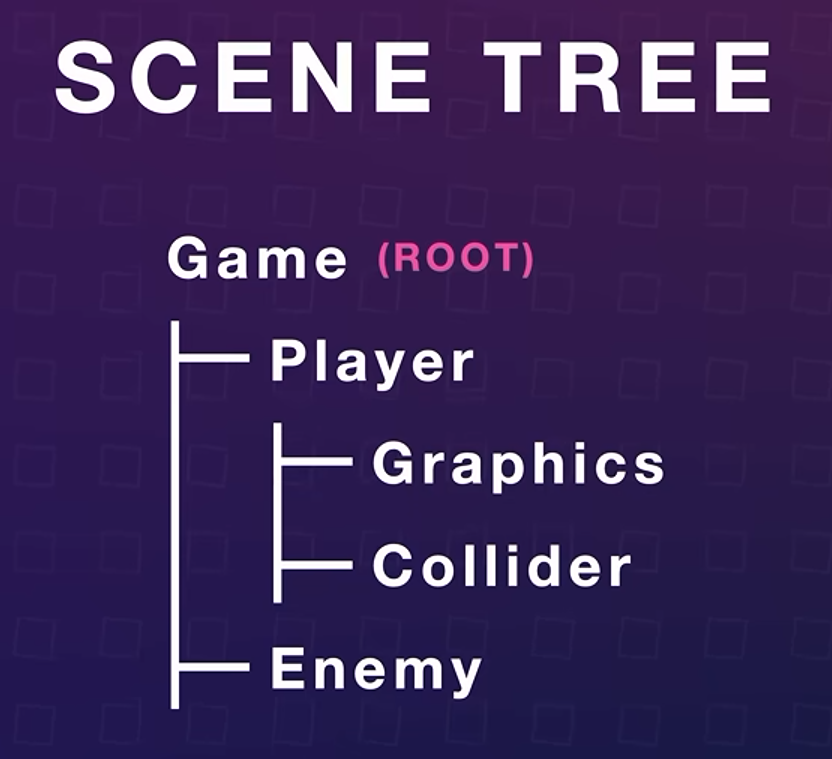 SCENE TREE
Game (ROOT)
Player
Graphics
Collider
Enemy